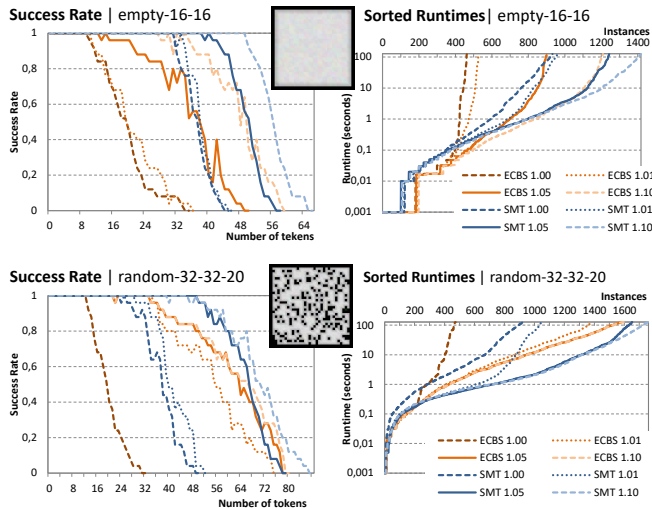 Success Rate | empty-16-16
Success Rate
1
0,8
0,6
0,4
0,2
0
0 8 16 24 32 40 48 56 64
Number of tokens
Sorted Runtimes | empty-16-16
Instances
0 200 400 600 800 1000 1200 1400
Runtime (seconds)
100
10
1
0,1
0,01
0,001
ECBS 1.00 ECBS 1.01
ECBS 1.05 ECBS 1.10
SMT 1.00 SMT 1.01
SMT 1.05 SMT 1.10
Success Rate | random-32-32-20
Success Rate
1
0,8
0,6
0,4
0,2
0
0 8 16 24 32 40 48 56 64 72 80
Number of tokens
Sorted Runtimes | random-32-32-20
Instances
0 200 400 600 800 1000 1200 1400 1600
Runtime (seconds)
100
10
1
0,1
0,01
0,001
ECBS 1.00 ECBS 1.01
ECBS 1.05 ECBS 1.10
SMT 1.00 SMT 1.01
SMT 1.05 SMT 1.10